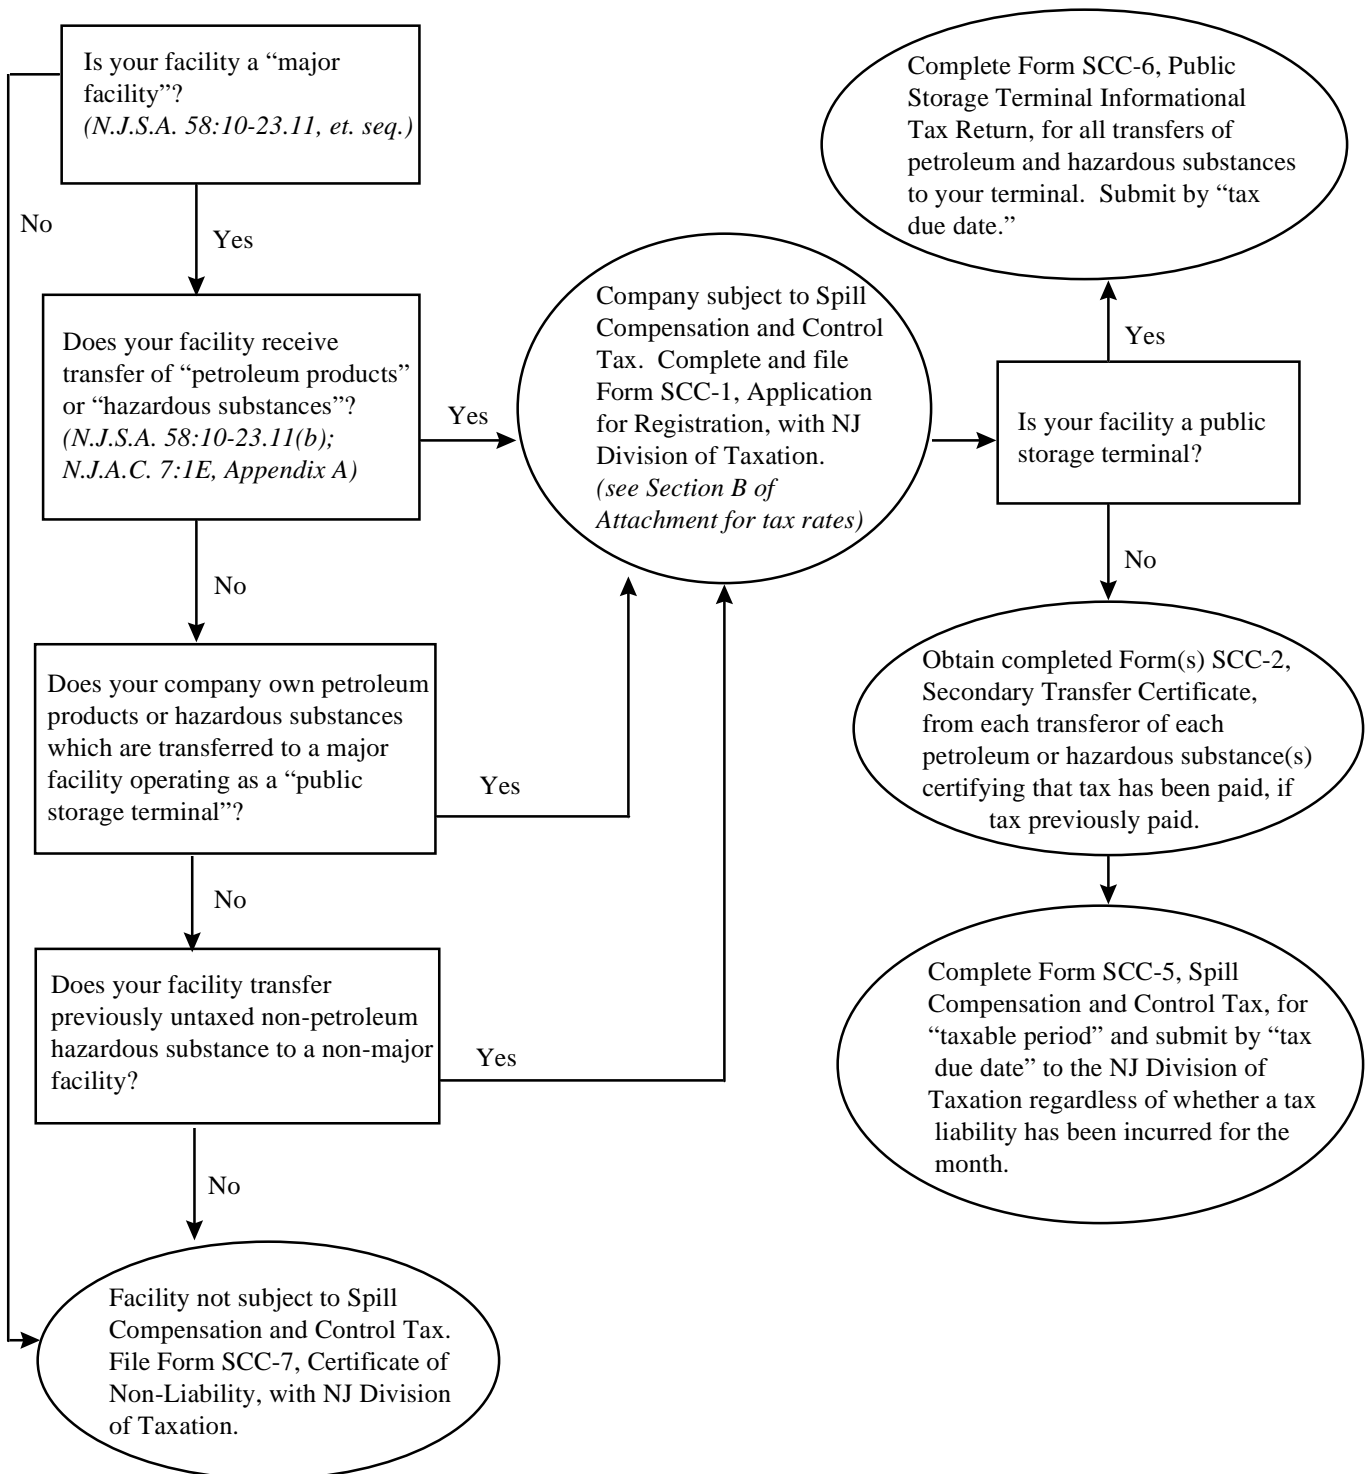 Is your facility a “major
facility”?
(N.J.S.A. 58:10-23.11, et. seq.)
No
Yes
Does your facility receive
transfer of “petroleum products”
or “hazardous substances”?
(N.J.S.A. 58:10-23.11(b);
N.J.A.C. 7:1E, Appendix A)
Yes
No
Does your company own petroleum
products or hazardous substances
which are transferred to a major
facility operating as a “public
storage terminal”?
Yes
No
Does your facility transfer
previously untaxed non-petroleum
hazardous substance to a non-major
facility?
Yes
No
Facility not subject to Spill
Compensation and Control Tax.
File Form SCC-7, Certificate of
Non-Liability, with NJ Division
of Taxation.
Company subject to Spill
Compensation and Control
Tax.  Complete and file
Form SCC-1, Application
for Registration, with NJ
Division of Taxation.
(see Section B of
Attachment for tax rates)
Complete Form SCC-6, Public
Storage Terminal Informational
Tax Return, for all transfers of
petroleum and hazardous substances
to your terminal.  Submit by “tax
due date.”
Yes
Is your facility a public
storage terminal?
No
Obtain completed Form(s) SCC-2,
Secondary Transfer Certificate,
from each transferor of each
petroleum or hazardous substance(s)
certifying that tax has been paid, if
tax previously paid.
Complete Form SCC-5, Spill
Compensation and Control Tax, for
“taxable period” and submit by “tax
due date” to the NJ Division of
Taxation regardless of whether a tax
liability has been incurred for the
month.